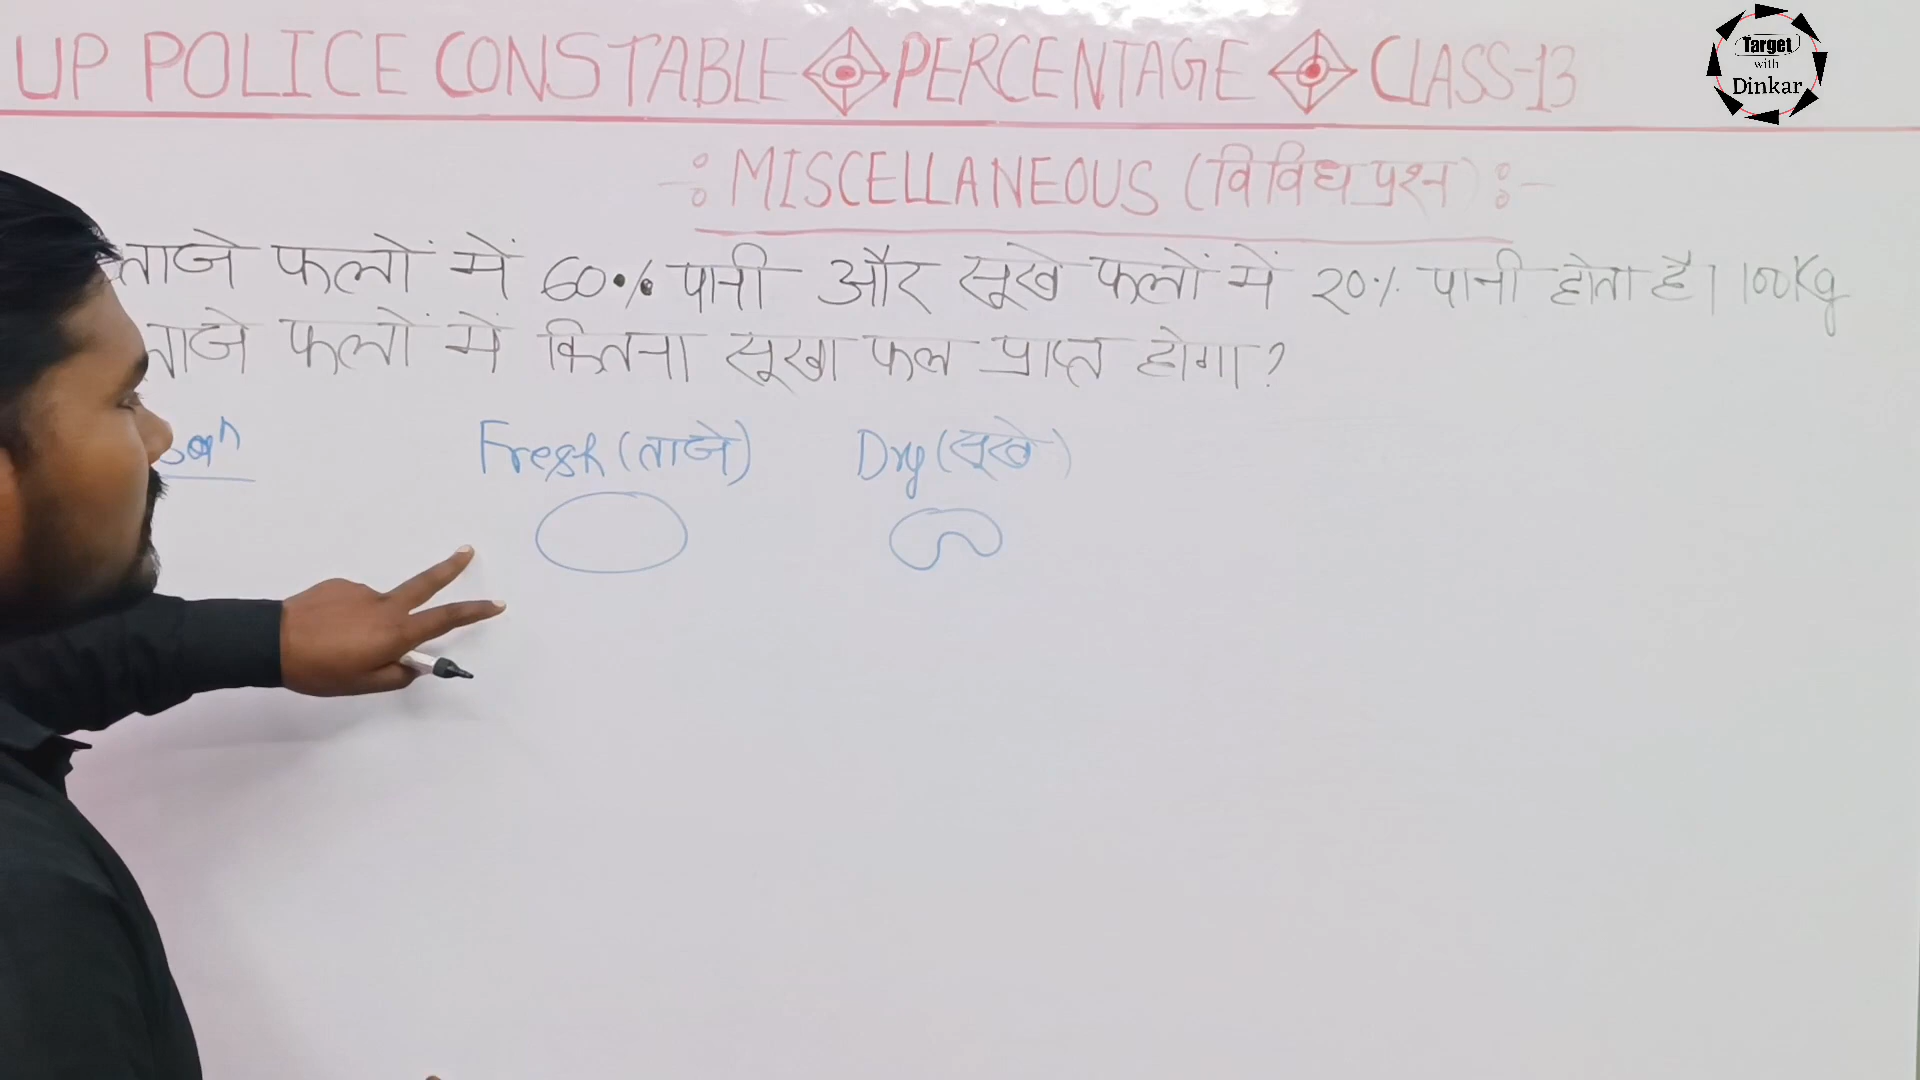 UP POLICE CONSTABLE PERCENTAGE CLASS-13
Target with Dinkar
-: MISCELLANEOUS (विविध प्रश्न) :-
ताजे फलों में 60% पानी और सूखे फलों में 20% पानी होता है। 100Kg
ताजे फलों में कितना सूखा फल प्राप्त होगा?
Fresh (ताजे) Dry (सूखे)